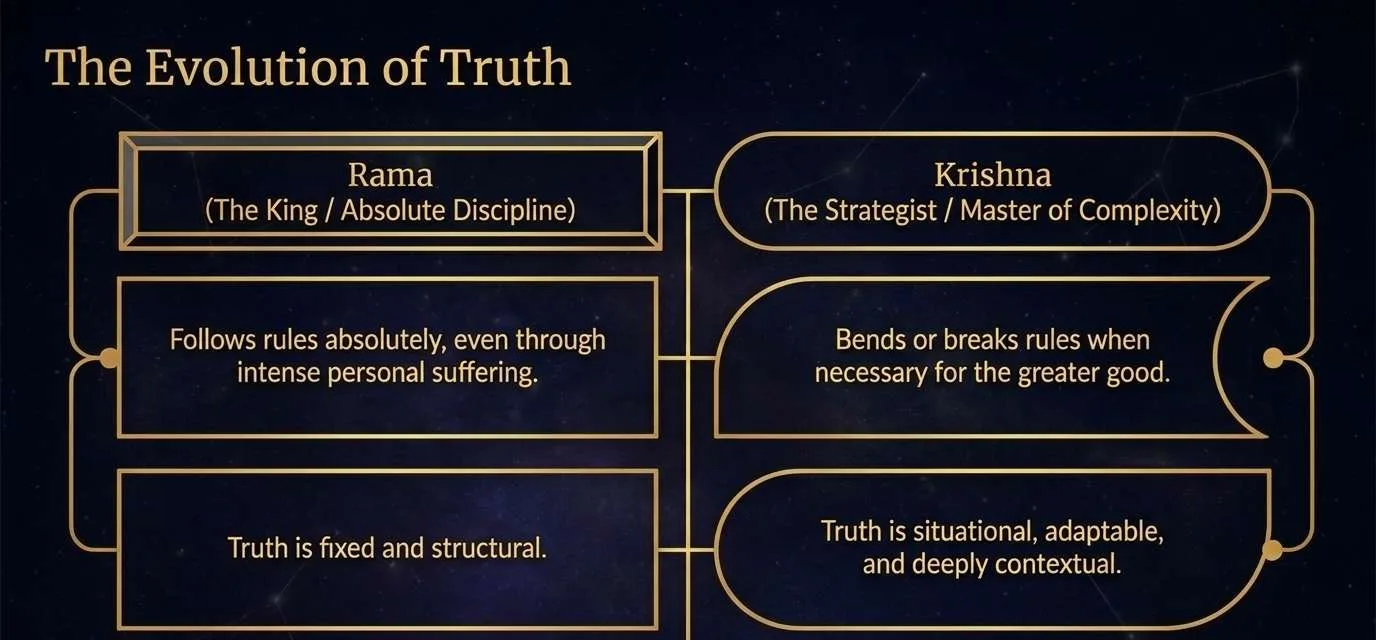 The Evolution of Truth
Rama
(The King / Absolute Discipline)
Krishna
(The Strategist / Master of Complexity)
Follows rules absolutely, even through
intense personal suffering.
Bends or breaks rules when
necessary for the greater good.
Truth is fixed and structural.
Truth is situational, adaptable,
and deeply contextual.